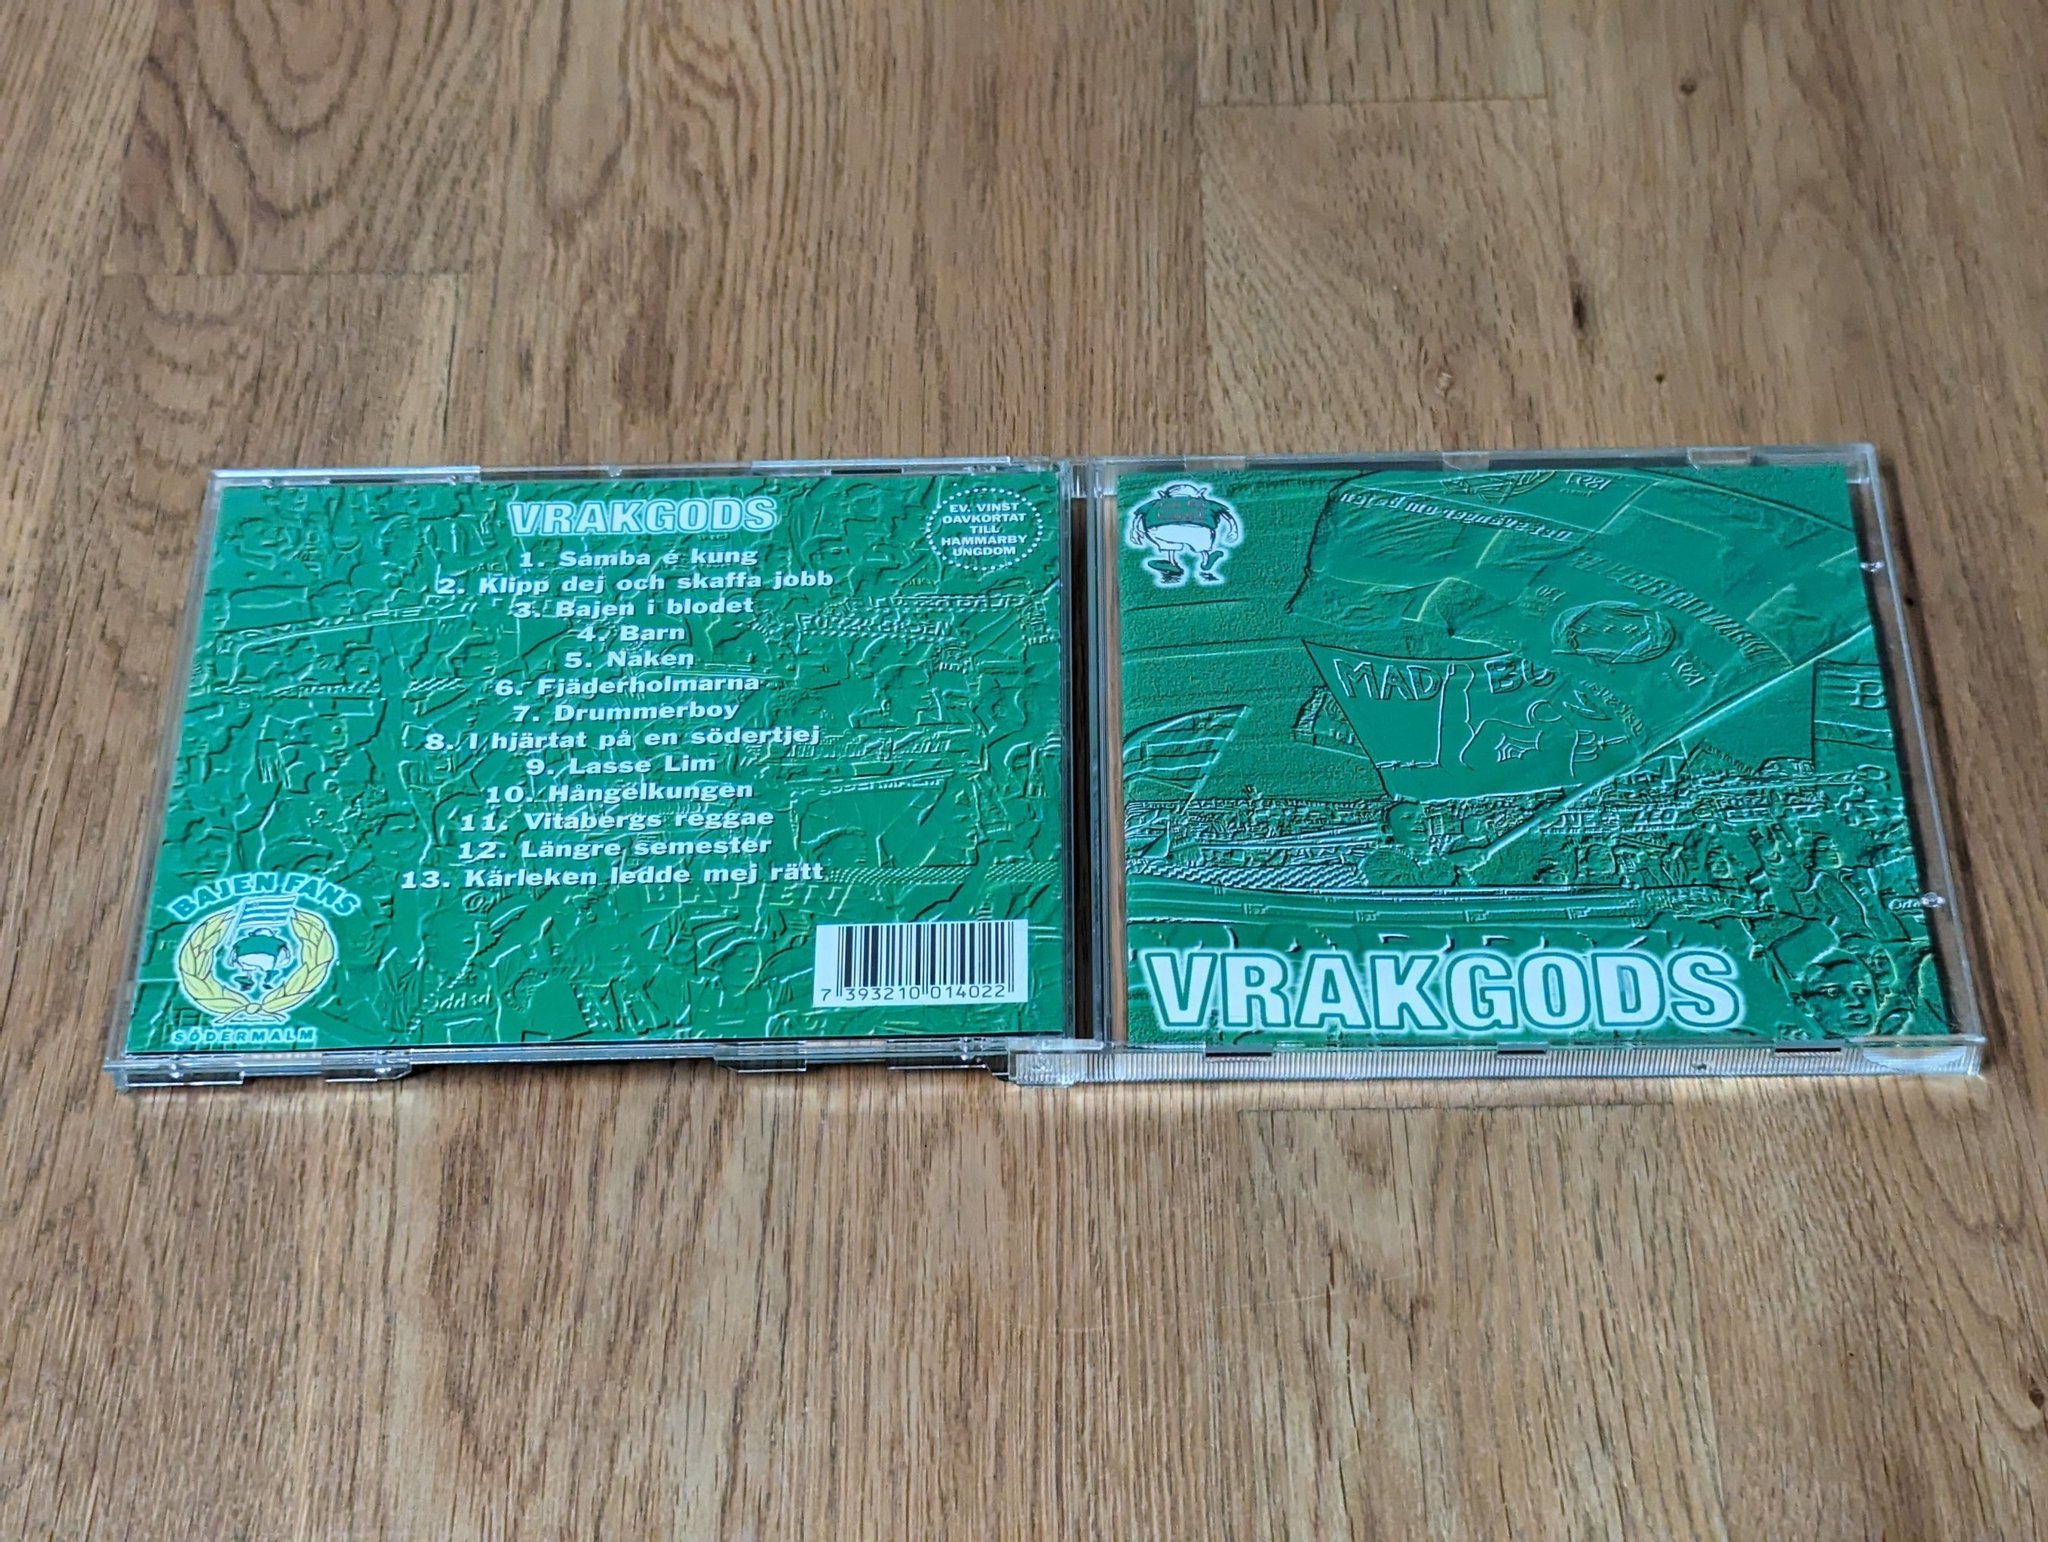 VRAKGODS
EV. VINST
OAVKORTAT
TILL
HAMMARBY
UNGDOM
1. Samba é kung
2. Klipp dej och skaffa jobb
3. Bajen i blodet
4. Barn
5. Naken
6. Fjäderholmarna
7. Drummerboy
8. I hjärtat på en södertjej
9. Lasse Lim
10. Hångelkungen
11. Vitabergs reggae
12. Längre semester
13. Kärleken ledde mej rätt
BAJEN FANS
SÖDERMALM
7 393210 014022
MAD
VRAKGODS